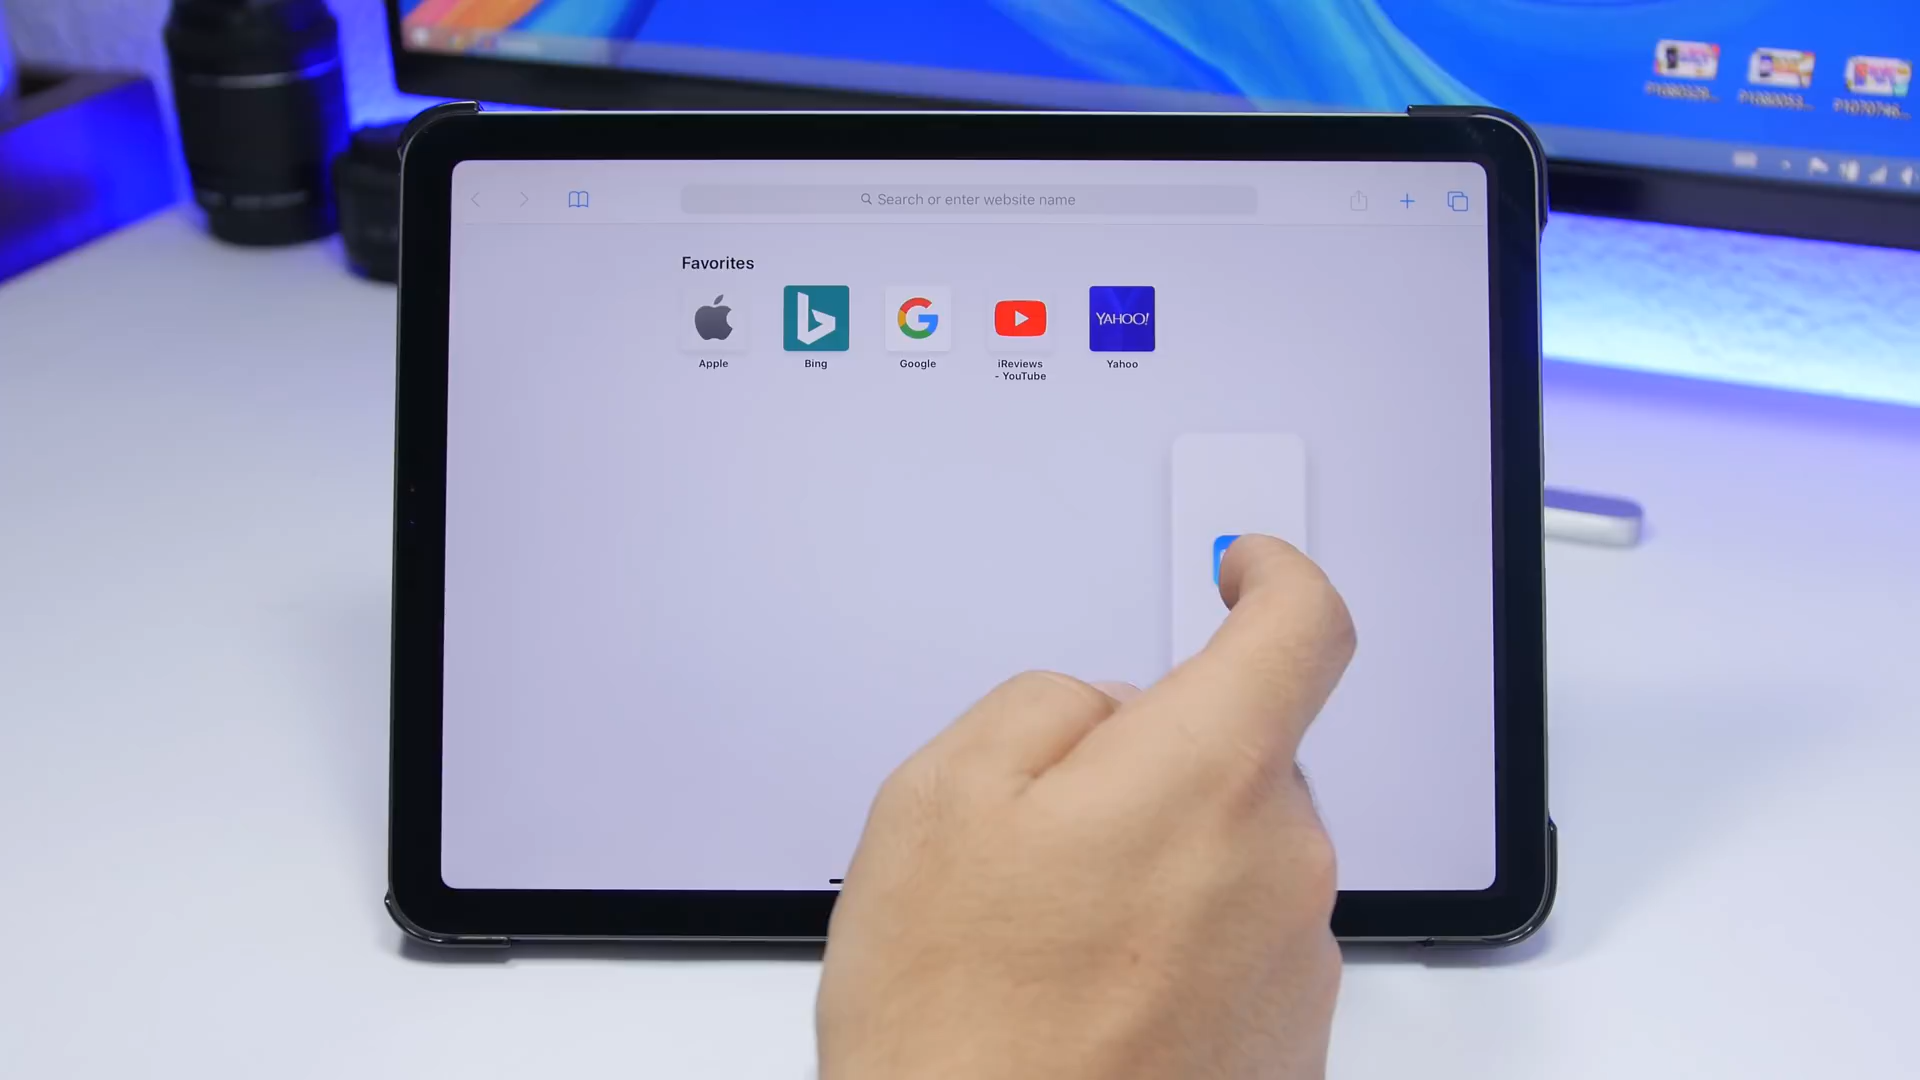 Search or enter website name
Favorites
YAHOO!
Apple
Bing
Google
iReviews
- YouTube
Yahoo